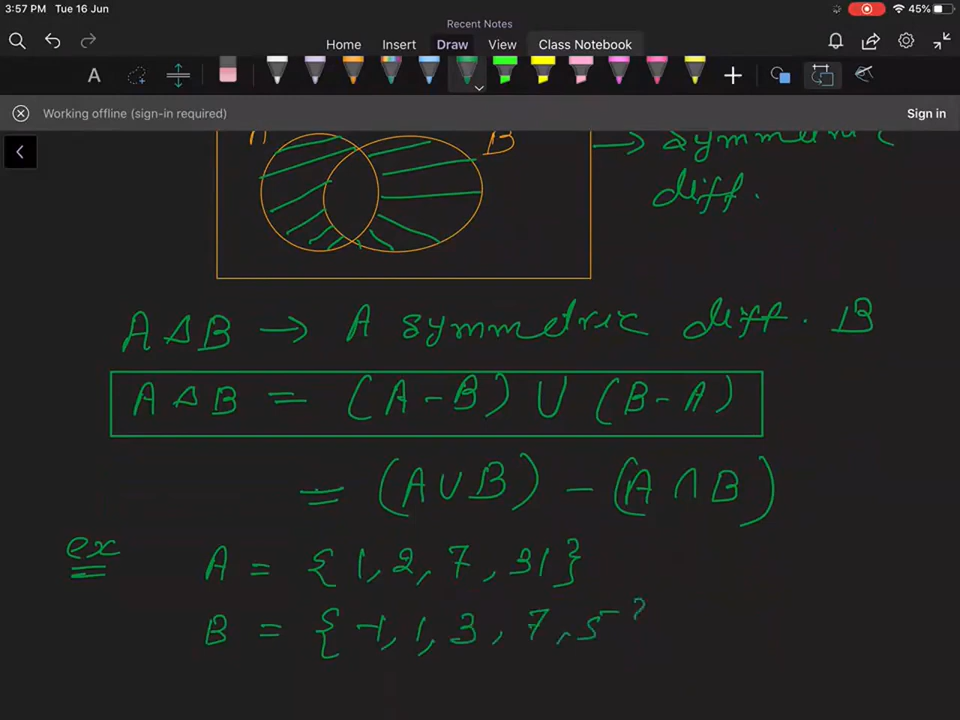 3:57 PM Tue 16 Jun
45%
Recent Notes
Home Insert Draw View Class Notebook
A
Working offline (sign-in required) Sign in
A B → symmetric
diff.
A Δ B → A symmetric diff. B
A Δ B = (A - B) ∪ (B - A)
= (A ∪ B) - (A ∩ B)
ex A = {1, 2, 7, 31}
B = {-1, 1, 3, 7, 5